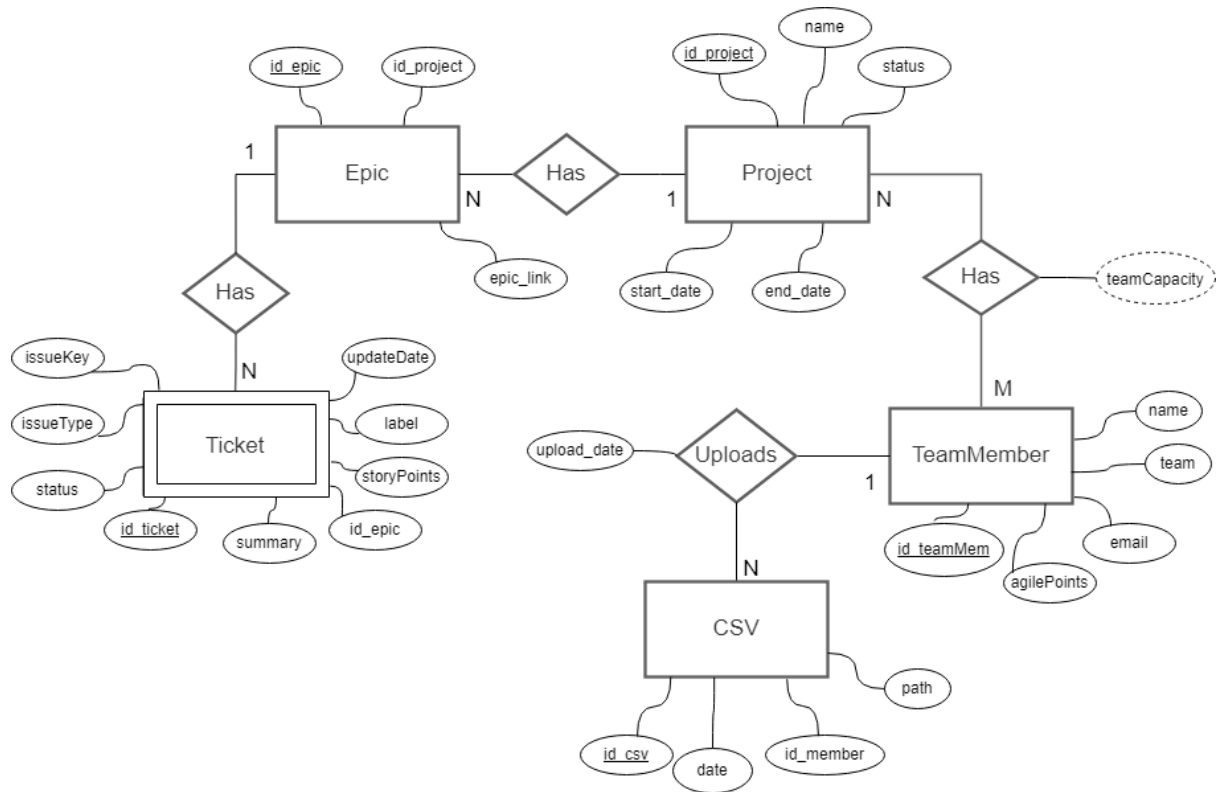 name
id_epic
id_project
id_project
status
1
Epic
Has
Project
N
1
N
epic_link
start_date
end_date
Has
teamCapacity
Has
issueKey
updateDate
N
M
issueType
label
name
Ticket
upload_date
Uploads
TeamMember
team
storyPoints
1
status
id_ticket
summary
id_epic
id_teamMem
email
agilePoints
N
CSV
path
id_csv
date
id_member